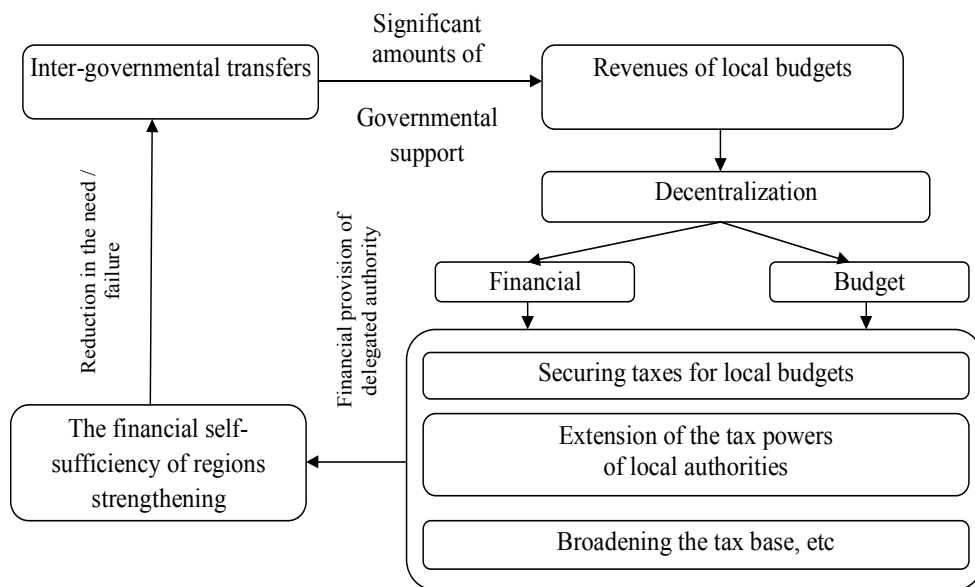 Inter-governmental transfers
Significant
amounts of
Governmental
support
Revenues of local budgets
Decentralization
Financial
Budget
Securing taxes for local budgets
Extension of the tax powers
of local authorities
Broadening the tax base, etc
Financial provision of
delegated authority
The financial self-
sufficiency of regions
strengthening
Reduction in the need /
failure